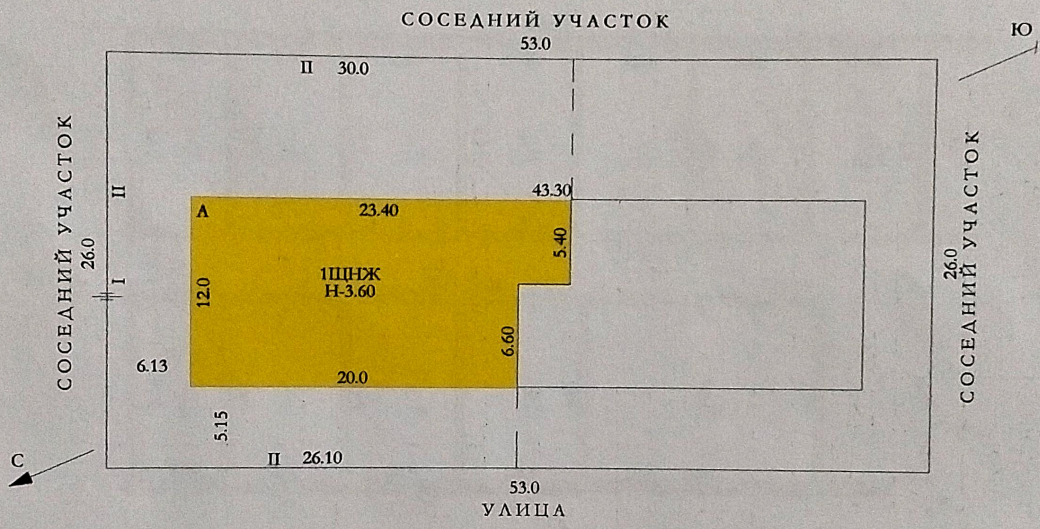 СОСЕДНИЙ УЧАСТОК
53.0
Ю
П 30.0
СОСЕДНИЙ УЧАСТОК
26.0
II
I
43.30
А
23.40
5.40
1ЩНЖ
Н-3.60
12.0
6.60
20.0
6.13
5.15
П 26.10
С
26.0
СОСЕДНИЙ УЧАСТОК
53.0
УЛИЦА